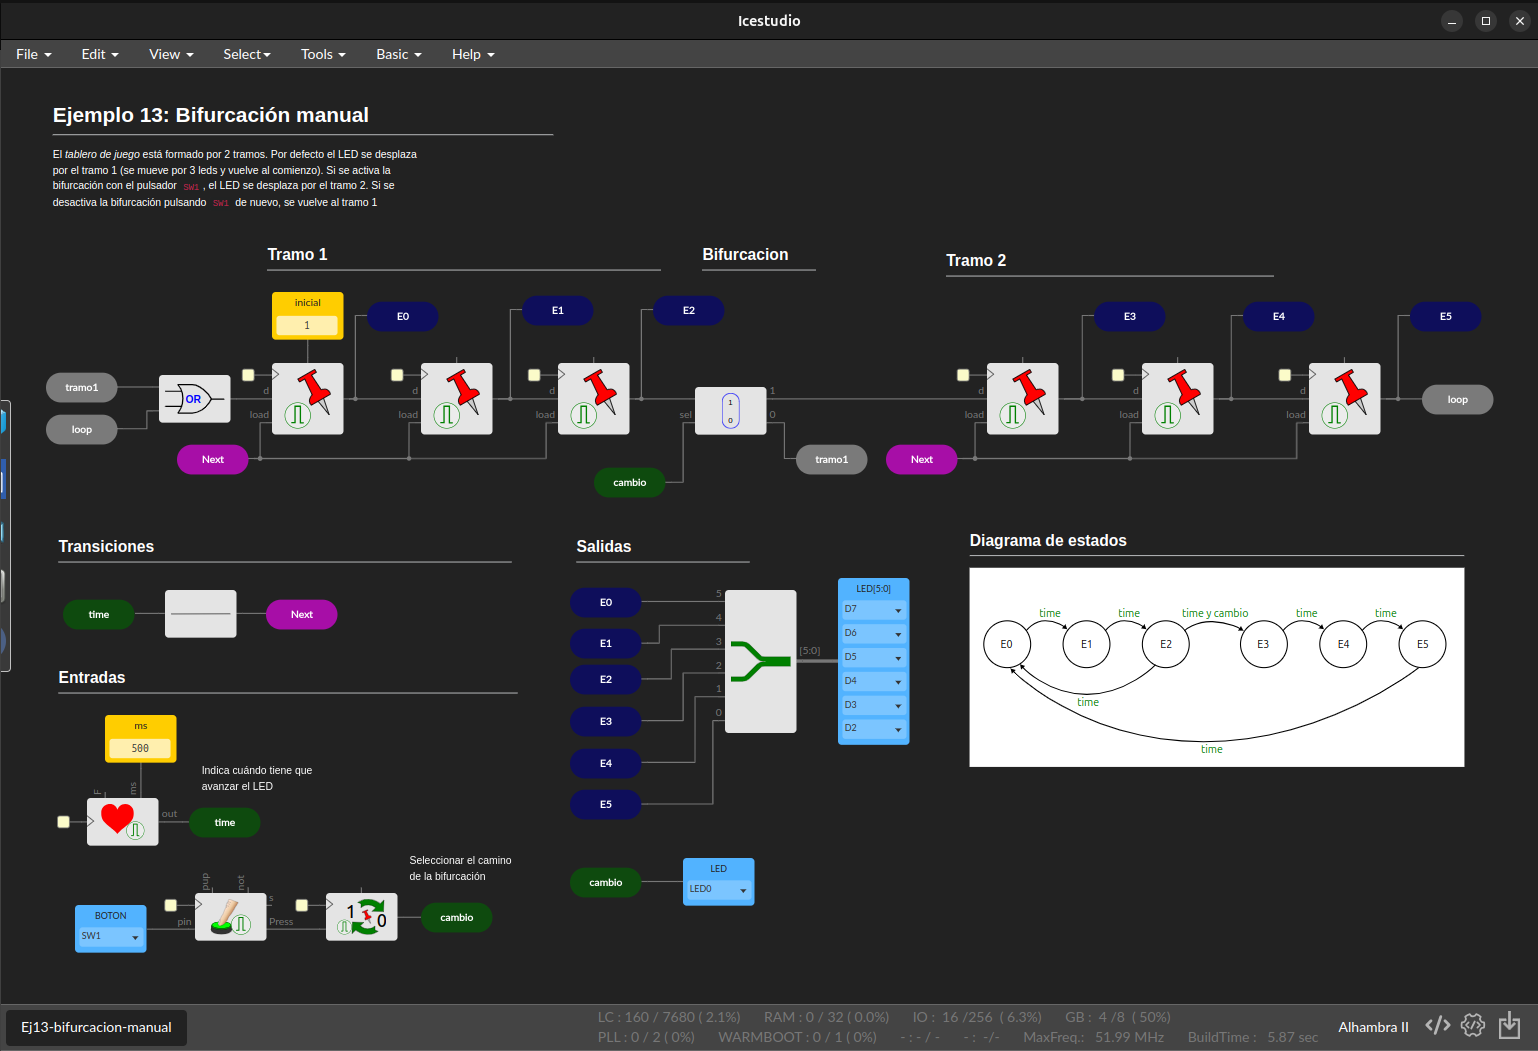 Icestudio
File Edit View Select Tools Basic Help
Ejemplo 13: Bifurcación manual
El tablero de juego está formado por 2 tramos. Por defecto el LED se desplaza
por el tramo 1 (se mueve por 3 leds y vuelve al comienzo). Si se activa la
bifurcación con el pulsador SW1 , el LED se desplaza por el tramo 2. Si se
desactiva la bifurcación pulsando SW1 de nuevo, se vuelve al tramo 1
Tramo 1
Bifurcacion
Tramo 2
inicial
1
E0
E1
E2
E3
E4
E5
tramo1
loop
OR
d
load
d
load
d
load
Next
sel
1
0
1
0
cambio
tramo1
d
load
d
load
d
load
Next
loop
Transiciones
time
Next
Entradas
ms
500
Indica cuándo tiene que
avanzar el LED
F
ms
out
time
Seleccionar el camino
de la bifurcación
BOTON
SW1
pup
not
pin
s
Press
1
0
cambio
Salidas
E0
E1
E2
E3
E4
E5
5
4
3
2
1
0
[5:0]
LED[5:0]
D7
D6
D5
D4
D3
D2
cambio
LED
LED0
Diagrama de estados
time
time
time y cambio
time
time
E0
E1
E2
E3
E4
E5
time
time
Ej13-bifurcacion-manual
LC : 160 / 7680 ( 2.1%) RAM : 0 / 32 ( 0.0%) IO : 16 /256 ( 6.3%) GB : 4 /8 ( 50%)
PLL : 0 / 2 ( 0%) WARMBOOT : 0 / 1 ( 0%) - : - / - - : -/- MaxFreq.: 51.99 MHz BuildTime : 5.87 sec
Alhambra II